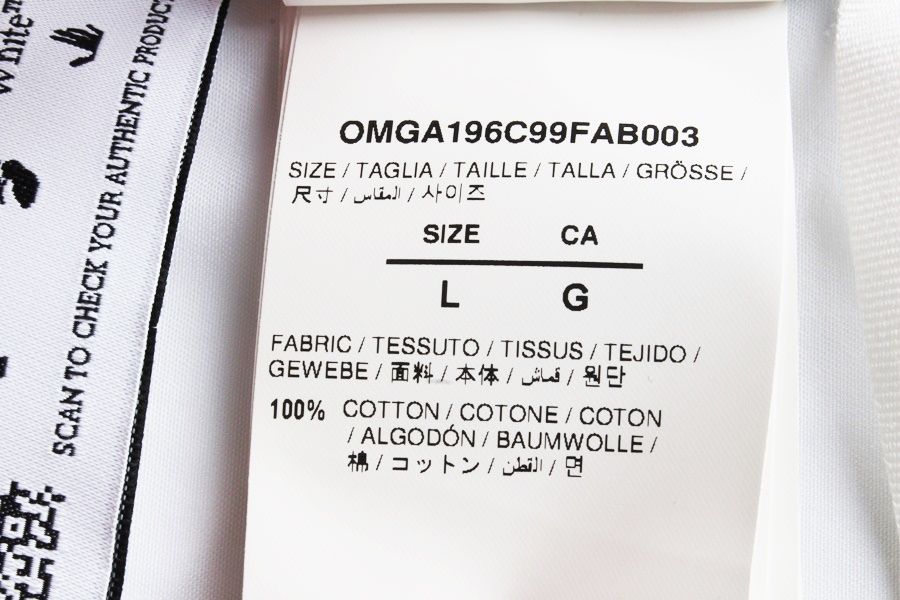 White™
SCAN TO CHECK YOUR AUTHENTIC PRODUCT
OMGA196C99FAB003
SIZE / TAGLIA / TAILLE / TALLA / GRÖSSE /
尺寸 / المقاس / 사이즈
SIZE CA
L G
FABRIC / TESSUTO / TISSUS / TEJIDO /
GEWEBE / 面料 / 本体 / قماش / 원단
100% COTTON / COTONE / COTON
/ ALGODÓN / BAUMWOLLE /
棉 / コットン / القطن / 면